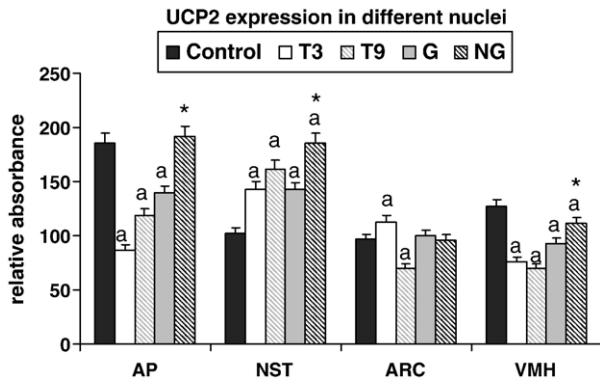 UCP2 expression in different nuclei
Control T3 T9 G NG
relative absorbance
250
200
150
100
50
0
*
a a a
*
a a a a
a a
*
a a a a
AP NST ARC VMH